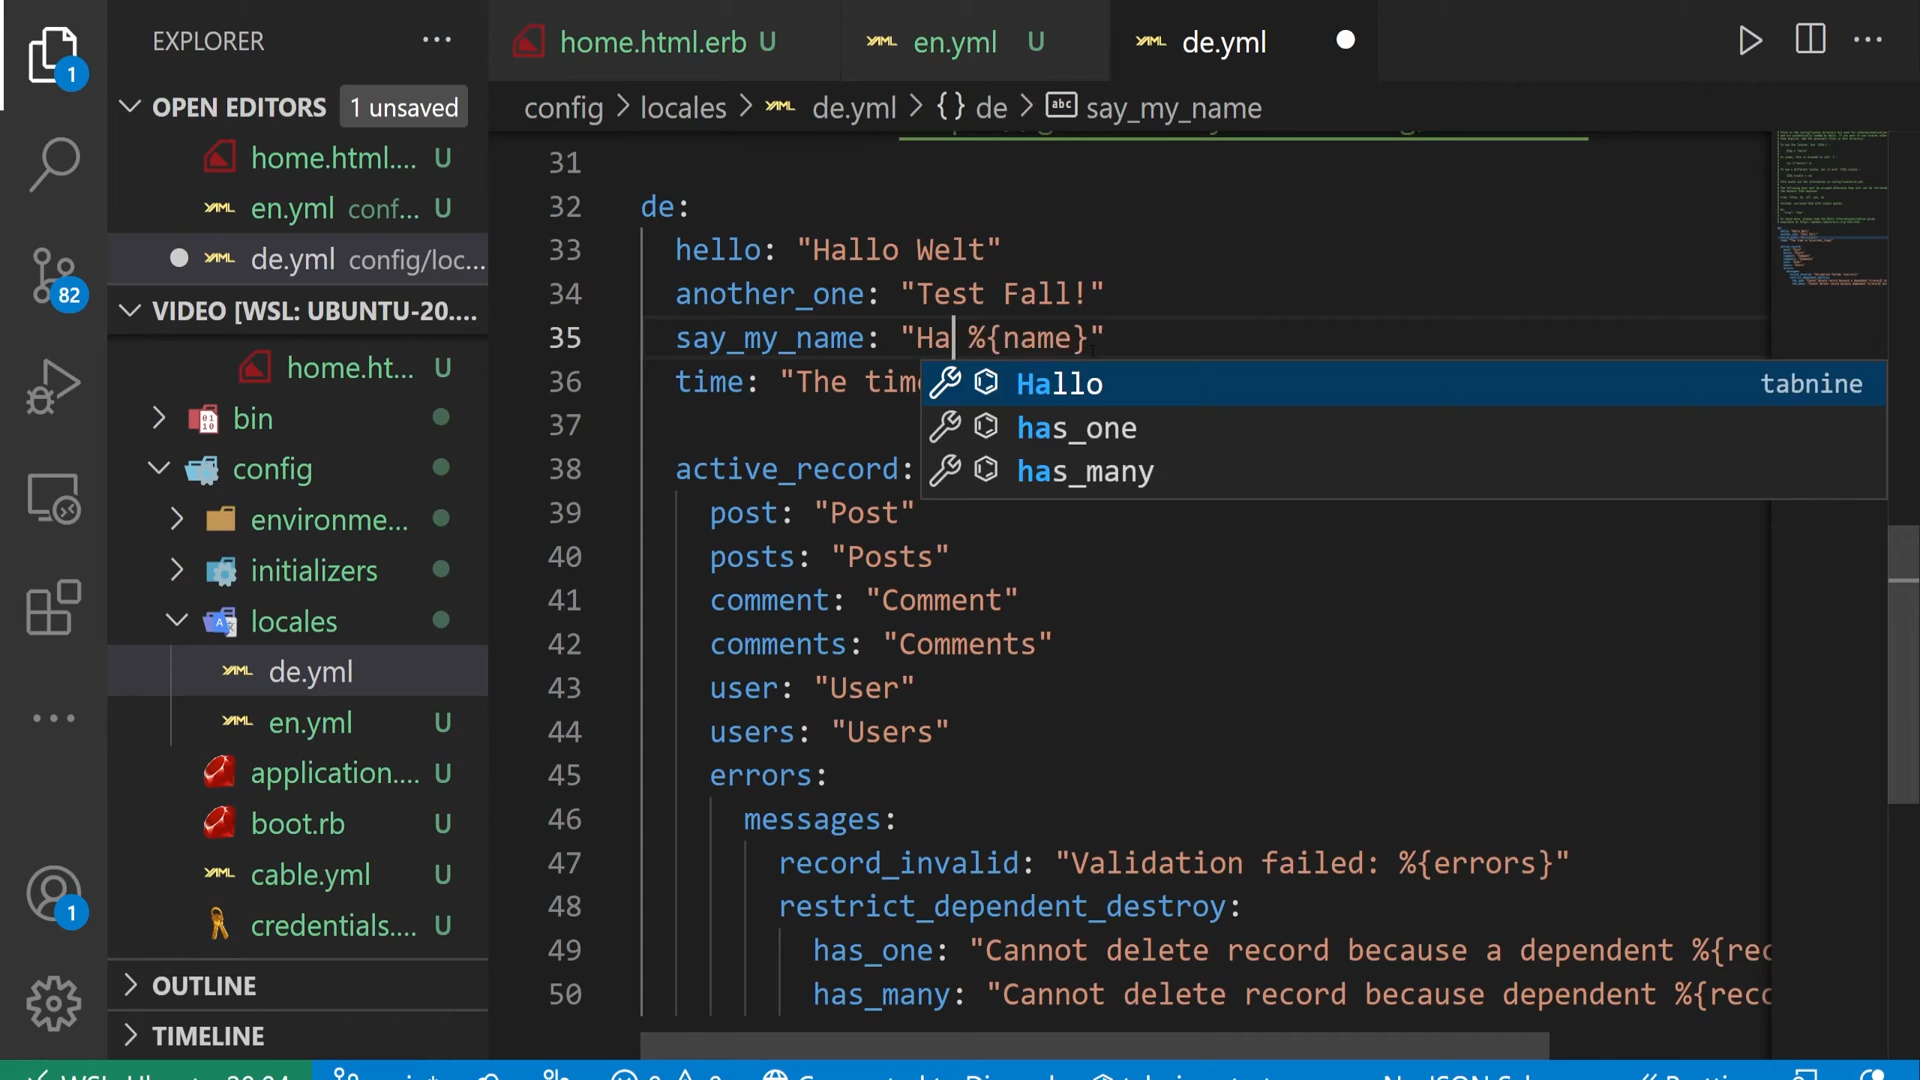 EXPLORER ...
OPEN EDITORS 1 unsaved
home.html.... U
en.yml conf... U
de.yml config/loc...
VIDEO [WSL: UBUNTU-20....
home.ht... U
bin
config
environme...
initializers
locales
de.yml
en.yml U
application.... U
boot.rb U
cable.yml U
credentials.... U
OUTLINE
TIMELINE
1
82
1
home.html.erb U
en.yml U
de.yml
config > locales > YAML de.yml > {} de > abc say_my_name
31
32 de:
33 hello: "Hallo Welt"
34 another_one: "Test Fall!"
35 say_my_name: "Ha %{name}"
36 time: "The time
37
38 active_record:
39 post: "Post"
40 posts: "Posts"
41 comment: "Comment"
42 comments: "Comments"
43 user: "User"
44 users: "Users"
45 errors:
46 messages:
47 record_invalid: "Validation failed: %{errors}"
48 restrict_dependent_destroy:
49 has_one: "Cannot delete record because a dependent %{rec
50 has_many: "Cannot delete record because dependent %{reco
Hallo tabnine
has_one
has_many